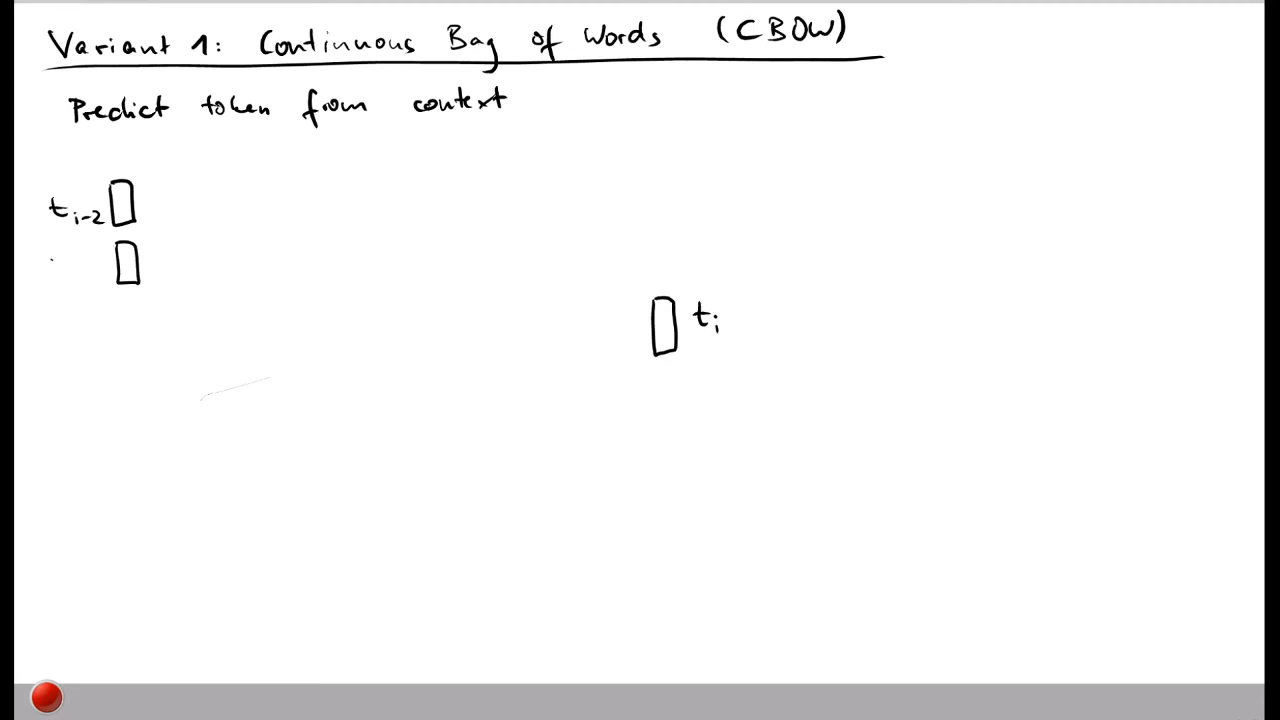 Variant 1: Continuous Bag of Words (CBOW)
Predict token from context
t_{i-2}
t_i